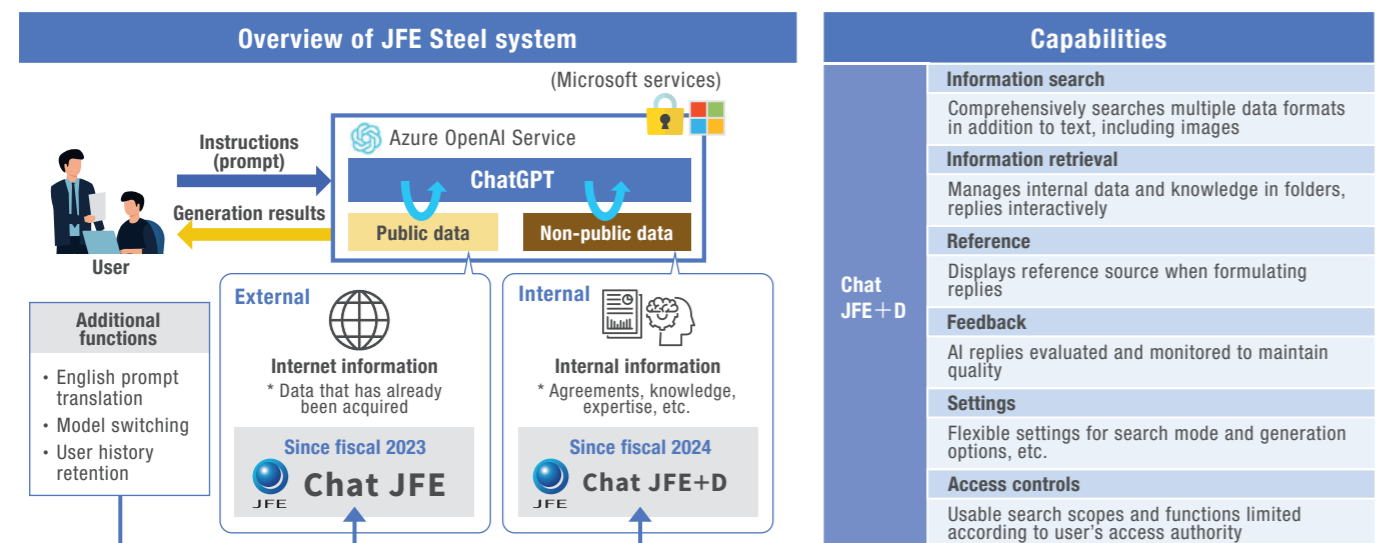 Overview of JFE Steel system
(Microsoft services)
Azure OpenAI Service
Instructions
(prompt)
ChatGPT
Generation results
Public data
Non-public data
User
Additional
functions
• English prompt
translation
• Model switching
• User history
retention
External
Internet information
* Data that has already
been acquired
Since fiscal 2023
JFE
Chat JFE
Internal
Internal information
* Agreements, knowledge,
expertise, etc.
Since fiscal 2024
JFE
Chat JFE+D
Capabilities
Chat
JFE+D
Information search
Comprehensively searches multiple data formats
in addition to text, including images
Information retrieval
Manages internal data and knowledge in folders,
replies interactively
Reference
Displays reference source when formulating
replies
Feedback
AI replies evaluated and monitored to maintain
quality
Settings
Flexible settings for search mode and generation
options, etc.
Access controls
Usable search scopes and functions limited
according to user's access authority